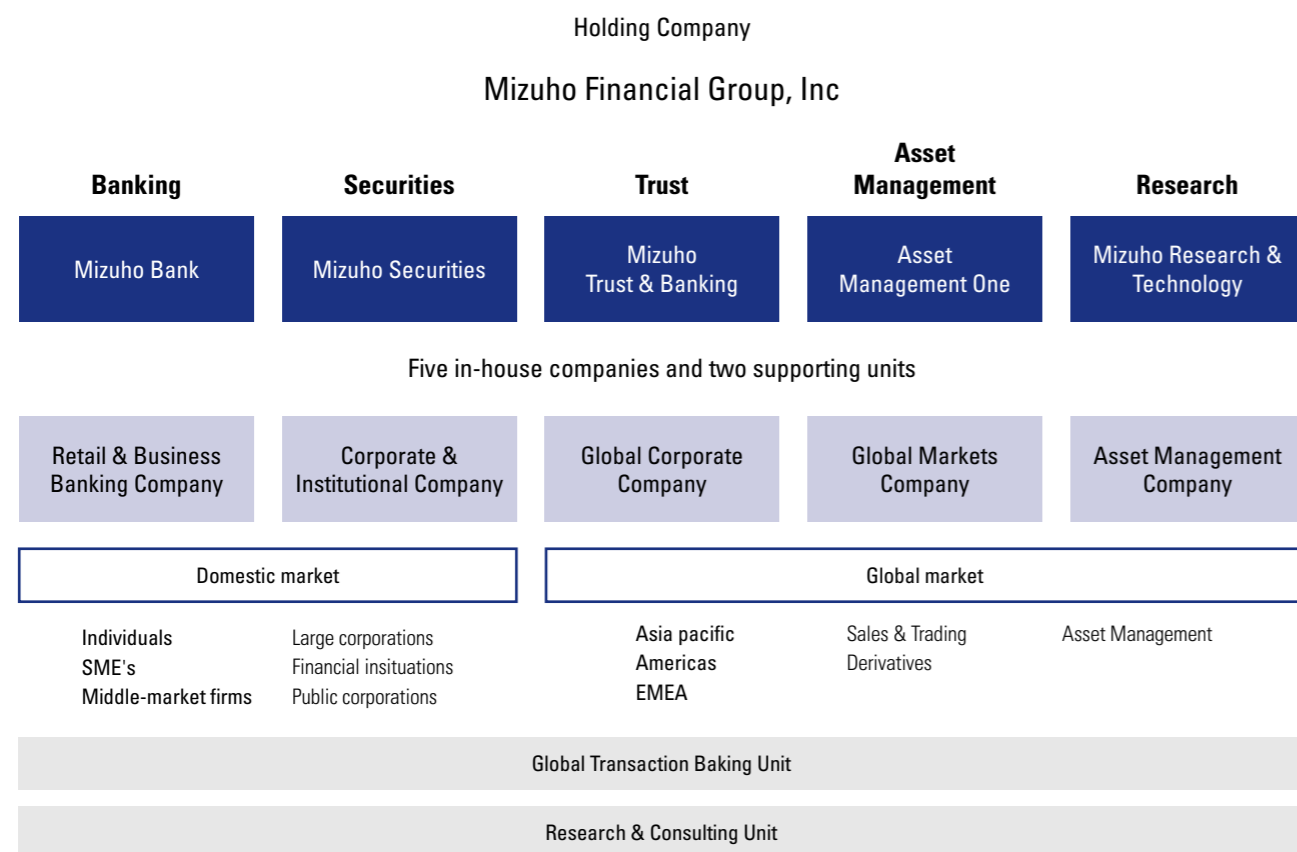 Holding Company
Mizuho Financial Group, Inc
Banking
Securities
Trust
Asset
Management
Research
Mizuho Bank
Mizuho Securities
Mizuho
Trust & Banking
Asset
Management One
Mizuho Research &
Technology
Five in-house companies and two supporting units
Retail & Business
Banking Company
Corporate &
Institutional Company
Global Corporate
Company
Global Markets
Company
Asset Management
Company
Domestic market
Global market
Individuals
SME's
Middle-market firms
Large corporations
Financial insituations
Public corporations
Asia pacific
Americas
EMEA
Sales & Trading
Derivatives
Asset Management
Global Transaction Baking Unit
Research & Consulting Unit